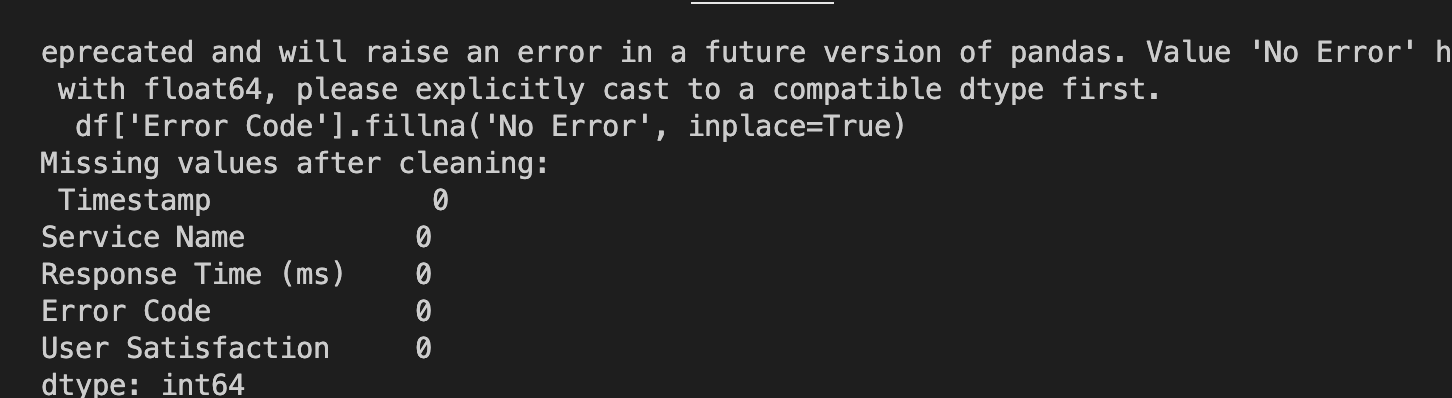 eprecated and will raise an error in a future version of pandas. Value 'No Error' h
with float64, please explicitly cast to a compatible dtype first.
df['Error Code'].fillna('No Error', inplace=True)
Missing values after cleaning:
Timestamp 0
Service Name 0
Response Time (ms) 0
Error Code 0
User Satisfaction 0
dtype: int64